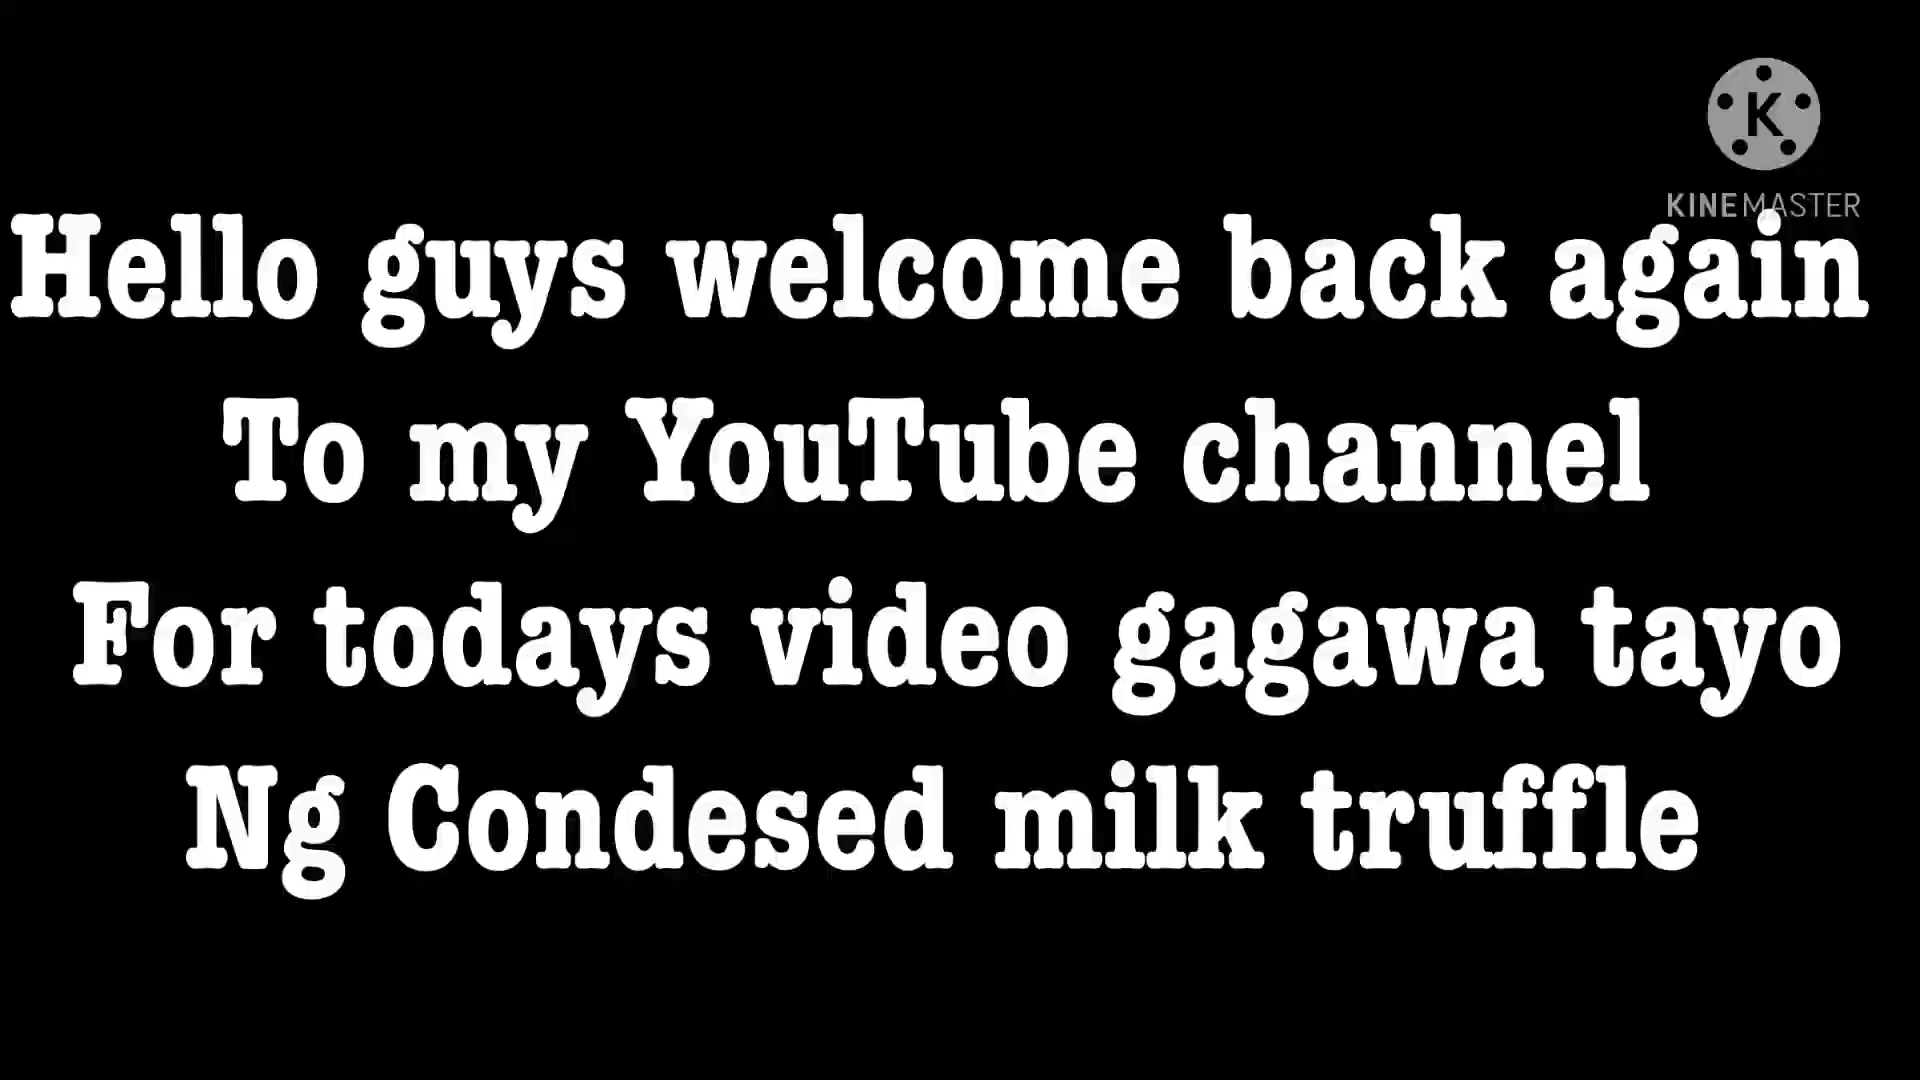 K
KINEMASTER
Hello guys welcome back again
To my YouTube channel
For todays video gagawa tayo
Ng Condesed milk truffle